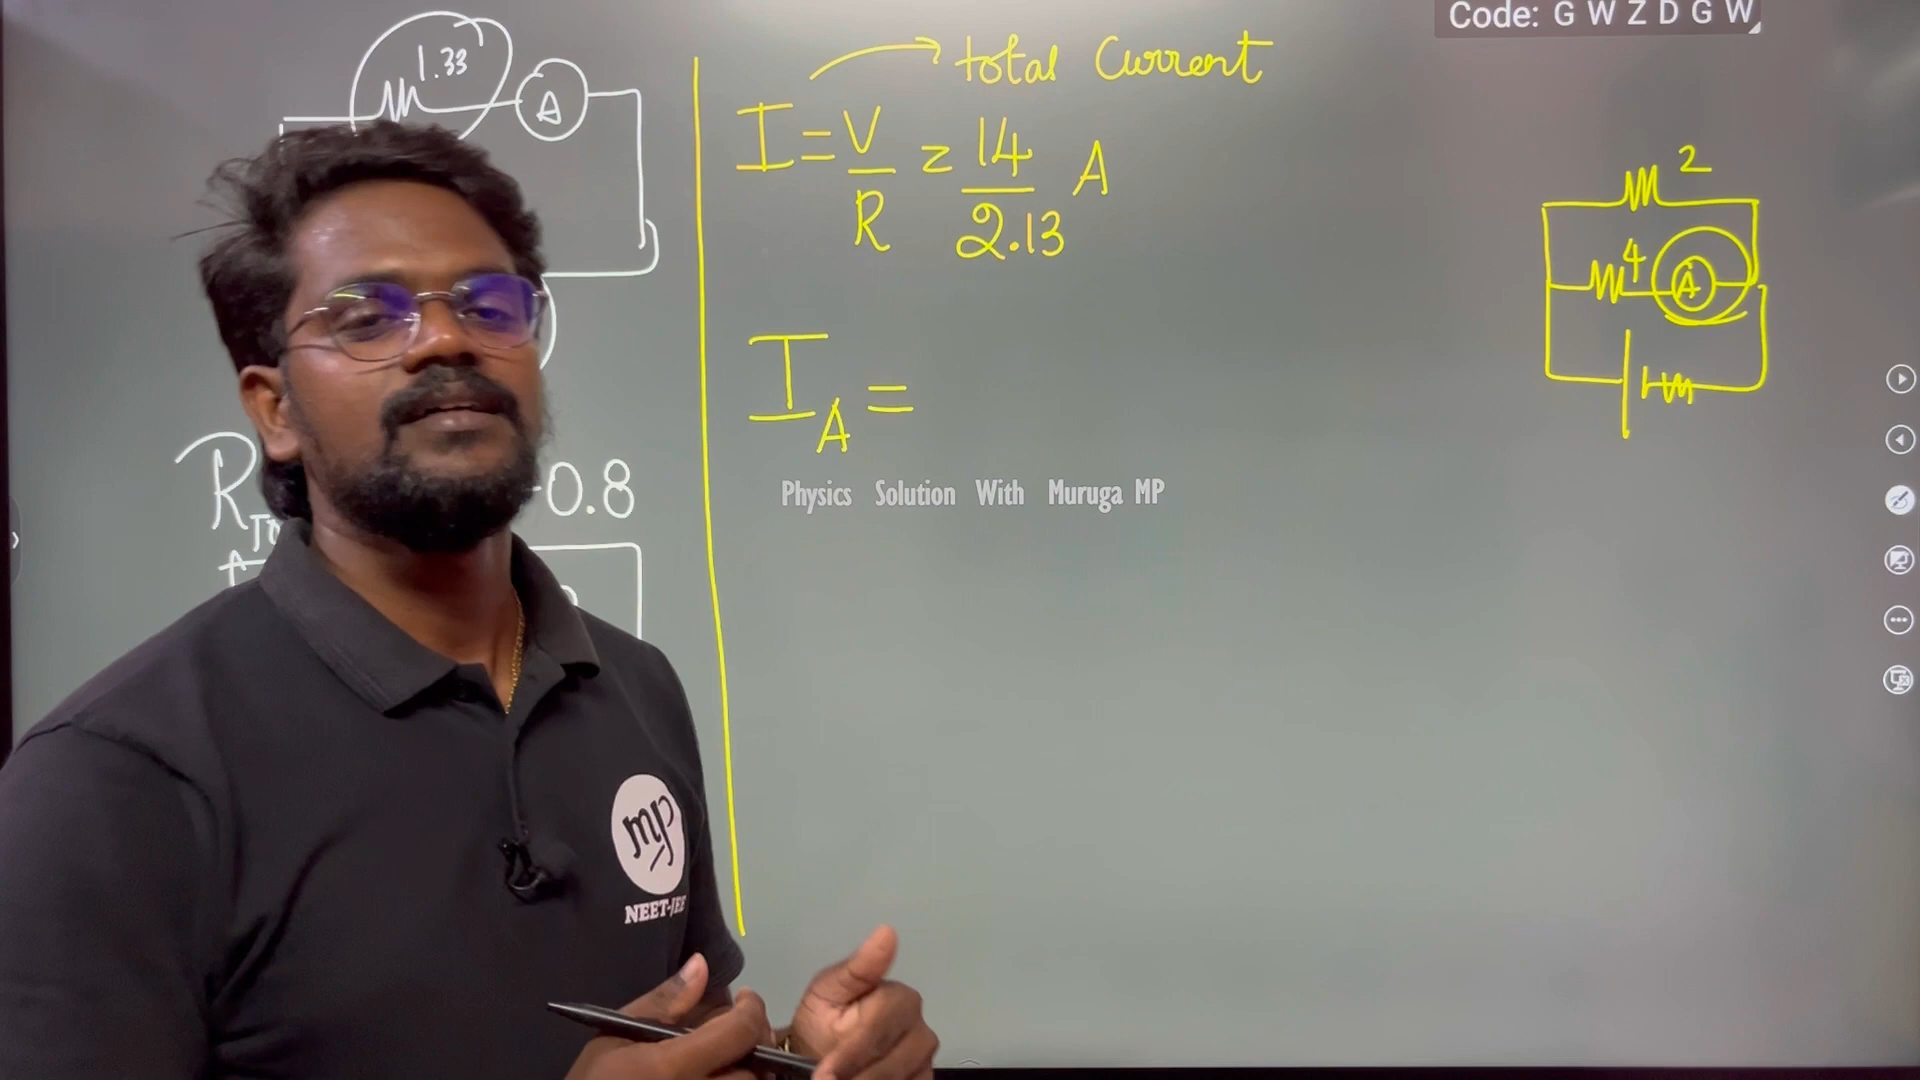 Code: G W Z D G W
1.33
A
total Current
I = V/R = 14/2.13 A
2
4
A
I_A =
0.8
Physics Solution With Muruga MP
mp
NEET-JEE